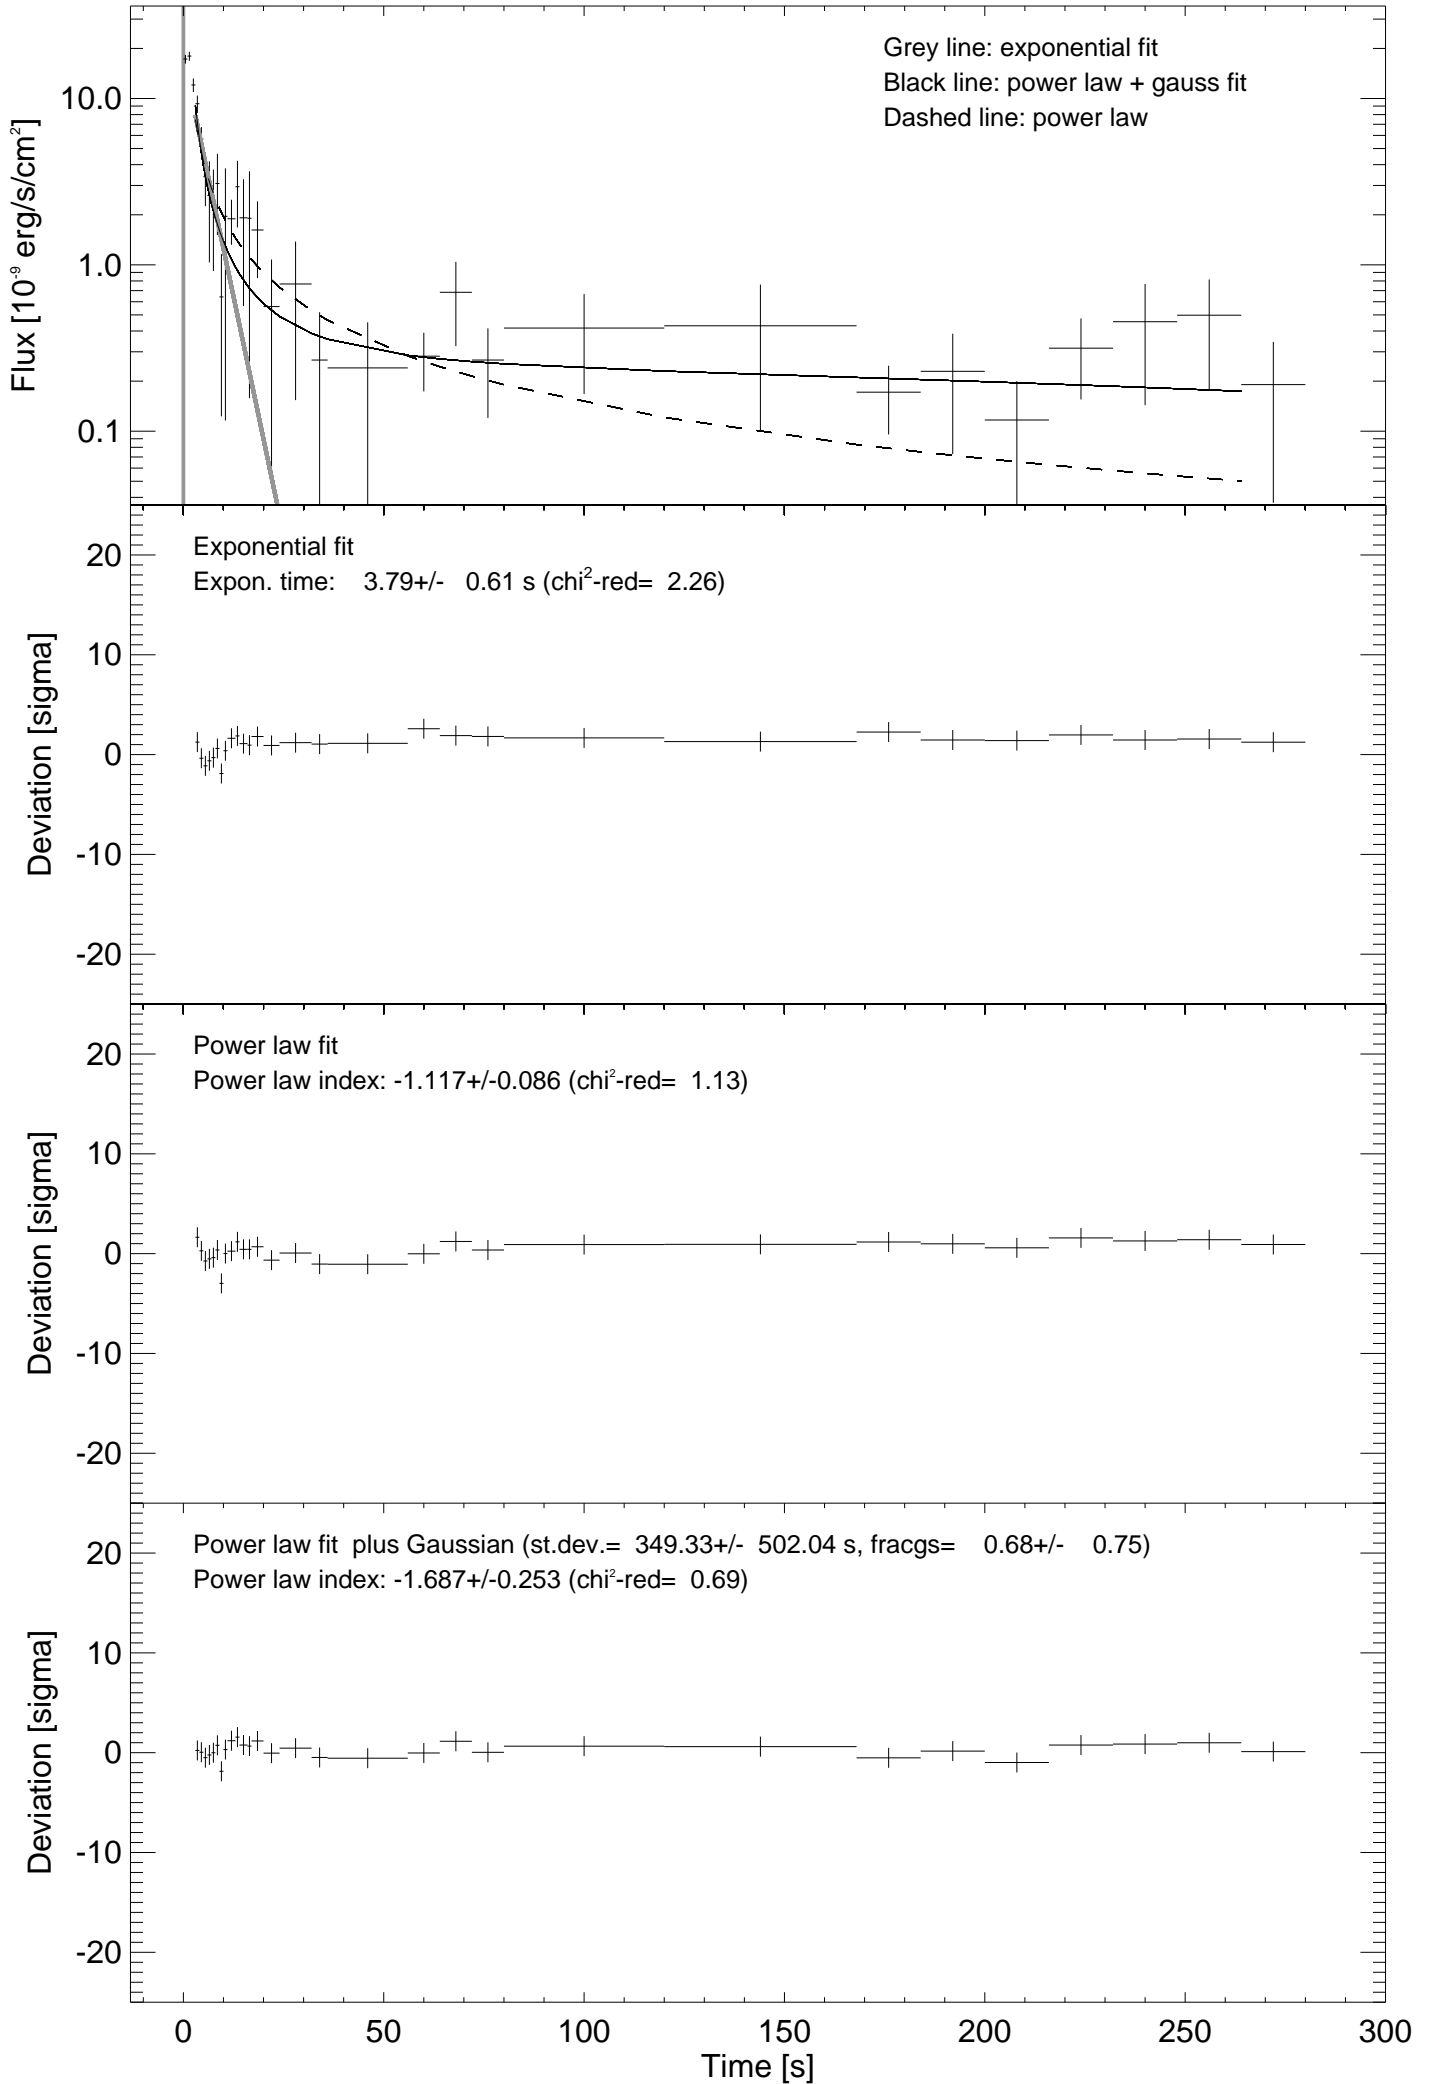 Grey line: exponential fit
Black line: power law + gauss fit
Dashed line: power law
10.0
1.0
0.1
Flux [10⁻⁹ erg/s/cm²]
Exponential fit
Expon. time: 3.79+/- 0.61 s (chi²-red= 2.26)
20
10
0
-10
-20
Deviation [sigma]
Power law fit
Power law index: -1.117+/-0.086 (chi²-red= 1.13)
20
10
0
-10
-20
Deviation [sigma]
Power law fit plus Gaussian (st.dev.= 349.33+/- 502.04 s, fracgs= 0.68+/- 0.75)
Power law index: -1.687+/-0.253 (chi²-red= 0.69)
20
10
0
-10
-20
Deviation [sigma]
0 50 100 150 200 250 300
Time [s]